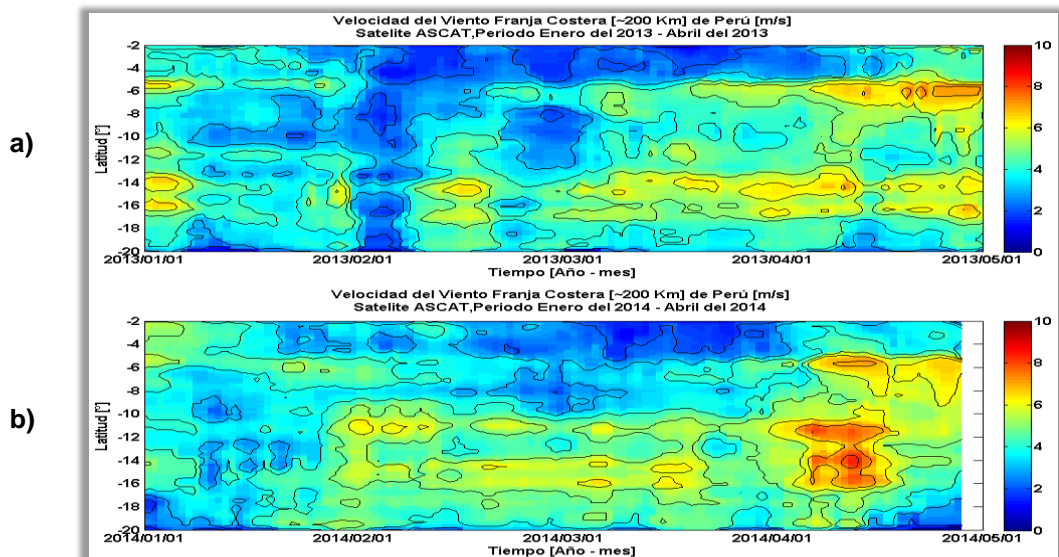 a)
Velocidad del Viento Franja Costera [~200 Km] de Perú [m/s]
Satelite ASCAT,Periodo Enero del 2013 - Abril del 2013
Latitud [°]
-2
-4
-6
-8
-10
-12
-14
-16
-18
-20
2013/01/01 2013/02/01 2013/03/01 2013/04/01 2013/05/01
Tiempo [Año - mes]
10
8
6
4
2
0
b)
Velocidad del Viento Franja Costera [~200 Km] de Perú [m/s]
Satelite ASCAT,Periodo Enero del 2014 - Abril del 2014
Latitud [°]
-2
-4
-6
-8
-10
-12
-14
-16
-18
-20
2014/01/01 2014/02/01 2014/03/01 2014/04/01 2014/05/01
Tiempo [Año - mes]
10
8
6
4
2
0